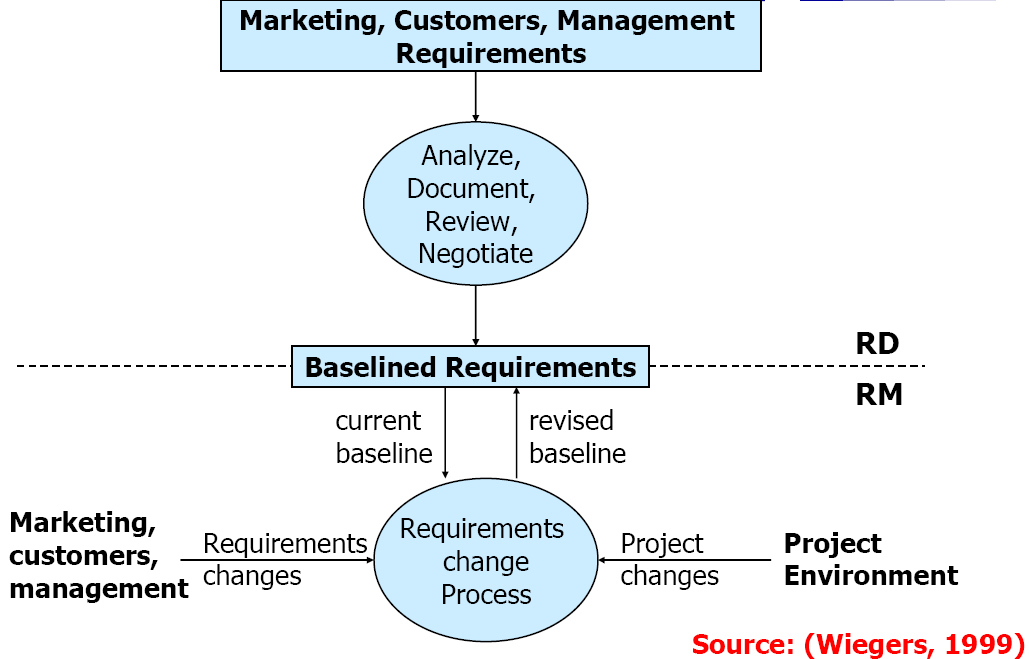 Marketing, Customers, Management
Requirements
Analyze,
Document,
Review,
Negotiate
RD
Baselined Requirements
RM
current
baseline
revised
baseline
Marketing,
customers,
management
Requirements
changes
Requirements
change
Process
Project
changes
Project
Environment
Source: (Wiegers, 1999)